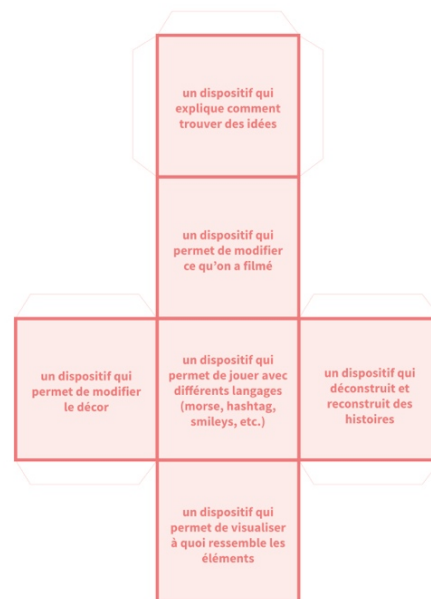 un dispositif qui
explique comment
trouver des idées
un dispositif qui
permet de modifier
ce qu'on a filmé
un dispositif qui
permet de modifier
le décor
un dispositif qui
permet de jouer avec
différents langages
(morse, hashtag,
smileys, etc.)
un dispositif qui
déconstruit et
reconstruit des
histoires
un dispositif qui
permet de visualiser
à quoi ressemble les
éléments